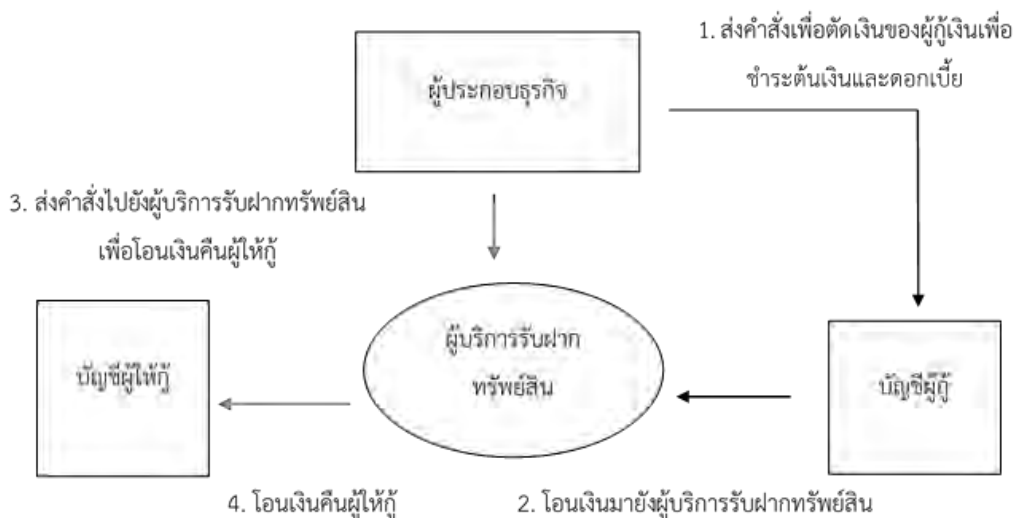 1. ส่งคำสั่งเพื่อตัดเงินของผู้กู้เงินเพื่อ
ชำระต้นเงินและดอกเบี้ย
ผู้ประกอบธุรกิจ
3. ส่งคำสั่งไปยังผู้บริการรับฝากทรัพย์สิน
เพื่อโอนเงินคืนผู้ให้กู้
ผู้บริการรับฝาก
ทรัพย์สิน
บัญชีผู้ให้กู้
บัญชีผู้กู้
4. โอนเงินคืนผู้ให้กู้
2. โอนเงินมายังผู้บริการรับฝากทรัพย์สิน